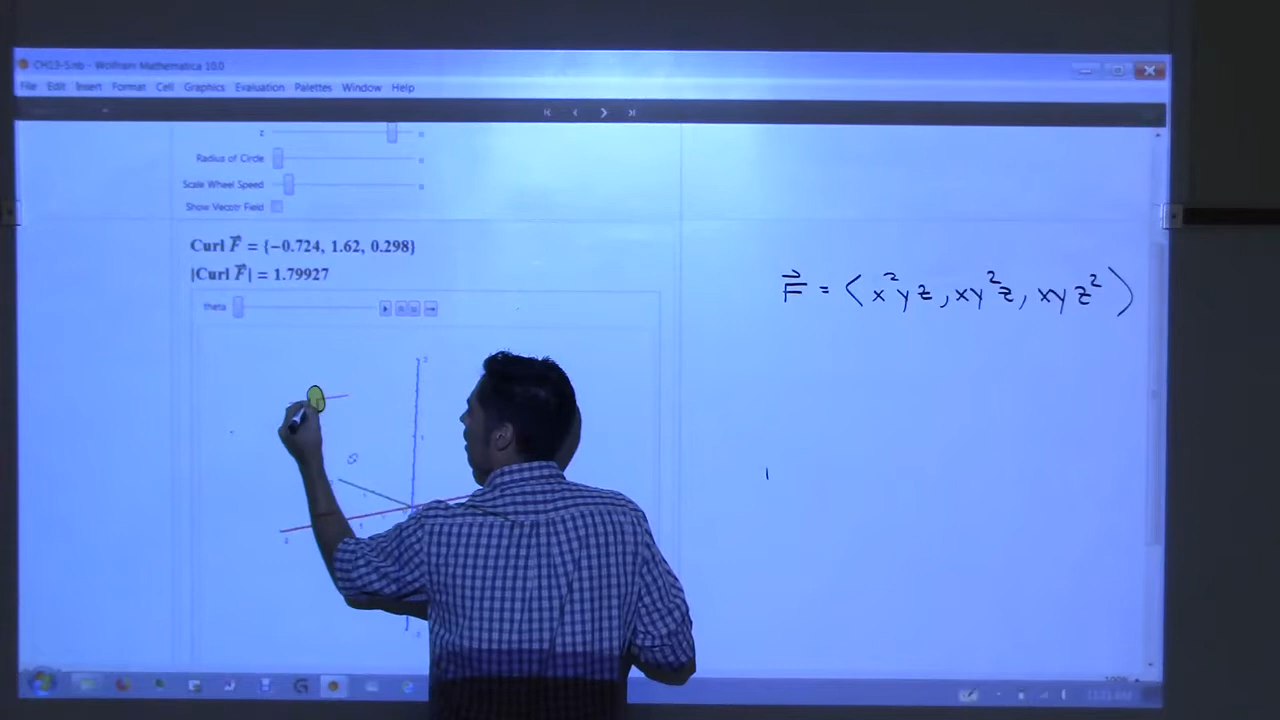 CH13-5.nb - Wolfram Mathematica 10.0
File Edit Insert Format Cell Graphics Evaluation Palettes Window Help
z
Radius of Circle
Scale Wheel Speed
Show Vector Field
Curl F⃗ = {-0.724, 1.62, 0.298}
|Curl F⃗| = 1.79927
theta
F⃗ = ⟨x²yz, xy²z, xyz²⟩